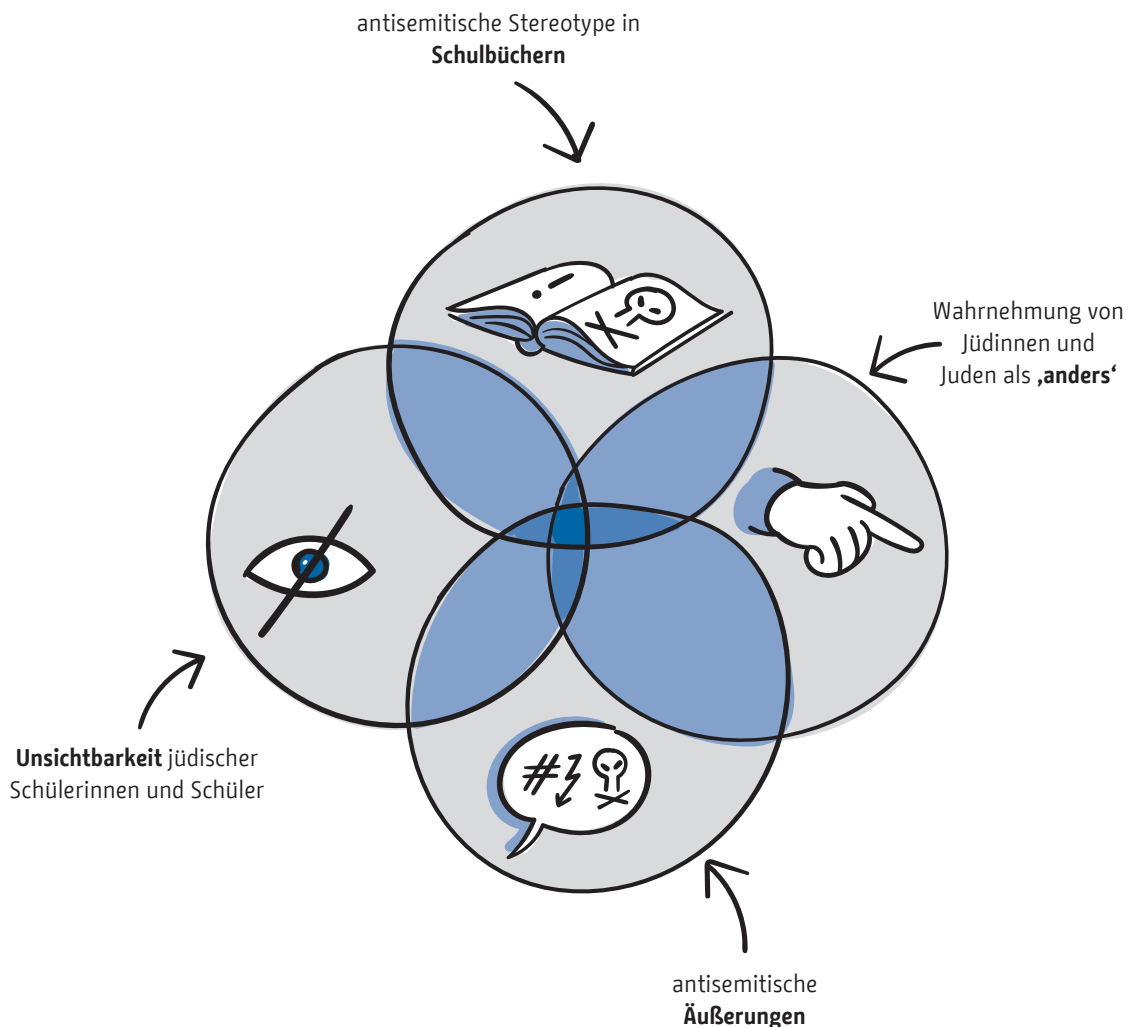 antisemitische Stereotype in
Schulbüchern
Wahrnehmung von
Jüdinnen und
Juden als ‚anders‘
Unsichtbarkeit jüdischer
Schülerinnen und Schüler
antisemitische
Äußerungen